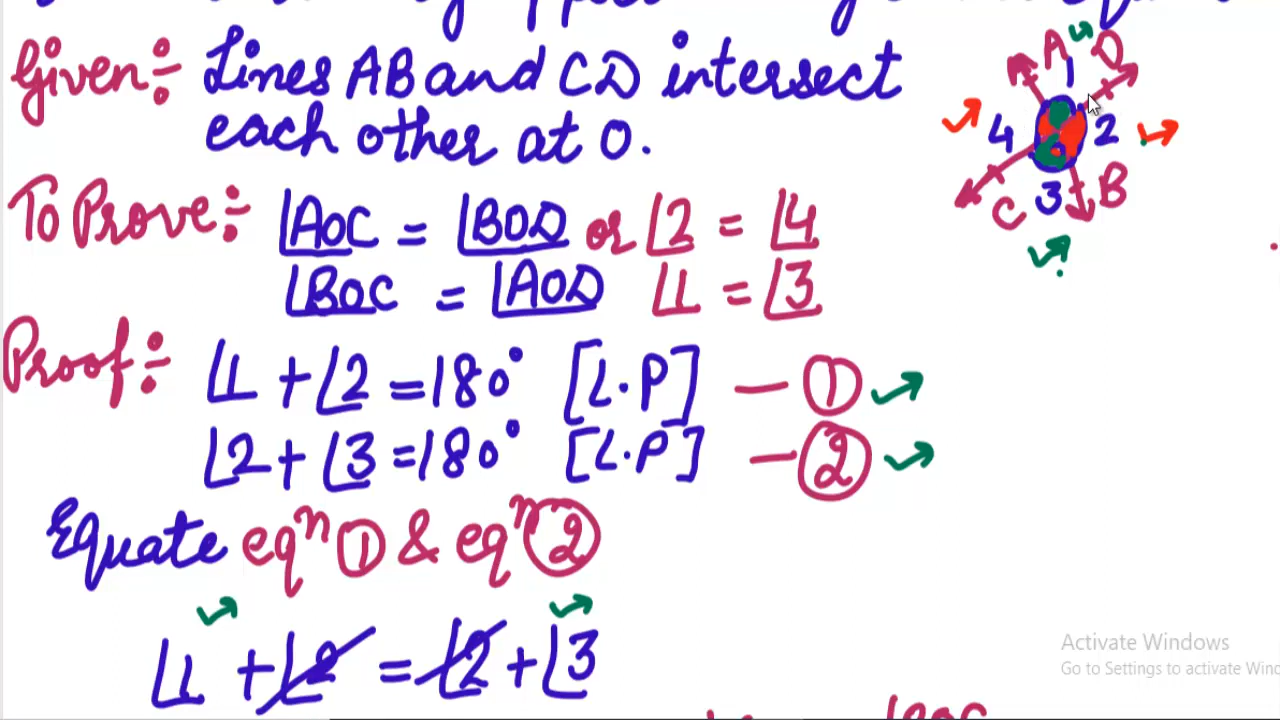 Given:- Lines AB and CD intersect
each other at O.
A 1 D
4 2
C 3 B
To Prove:- ∠AOC = ∠BOD or ∠2 = ∠4
∠BOC = ∠AOD ∠1 = ∠3
Proof:- ∠1 + ∠2 = 180° [L.P] — ①
∠2 + ∠3 = 180° [L.P] — ②
Equate eqⁿ ① & eqⁿ ②
∠1 + ∠2 = ∠2 + ∠3
Activate Windows
Go to Settings to activate Win